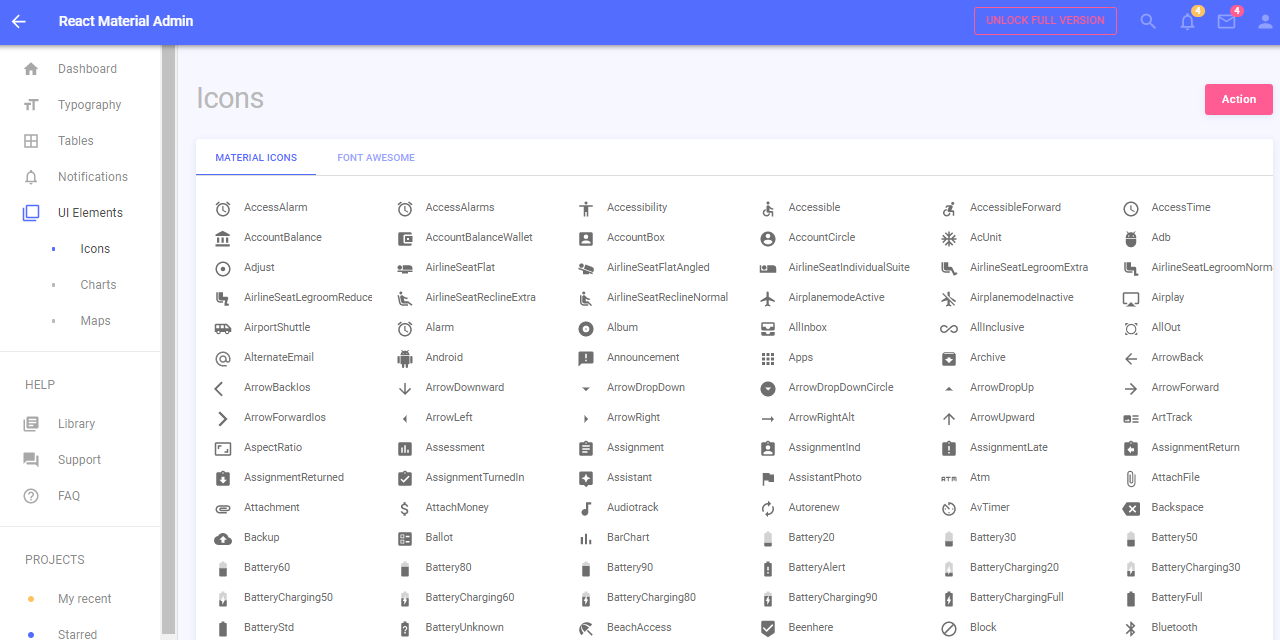 React Material Admin
UNLOCK FULL VERSION
4
4
Dashboard
Typography
Tables
Notifications
UI Elements
Icons
Charts
Maps
HELP
Library
Support
FAQ
PROJECTS
My recent
Starred
Icons
Action
MATERIAL ICONS FONT AWESOME
AccessAlarm AccessAlarms Accessibility Accessible AccessibleForward AccessTime
AccountBalance AccountBalanceWallet AccountBox AccountCircle AcUnit Adb
Adjust AirlineSeatFlat AirlineSeatFlatAngled AirlineSeatIndividualSuite AirlineSeatLegroomExtra AirlineSeatLegroomNorm
AirlineSeatLegroomReduce AirlineSeatReclineExtra AirlineSeatReclineNormal AirplanemodeActive AirplanemodeInactive Airplay
AirportShuttle Alarm Album AllInbox AllInclusive AllOut
AlternateEmail Android Announcement Apps Archive ArrowBack
ArrowBackIos ArrowDownward ArrowDropDown ArrowDropDownCircle ArrowDropUp ArrowForward
ArrowForwardIos ArrowLeft ArrowRight ArrowRightAlt ArrowUpward ArtTrack
AspectRatio Assessment Assignment AssignmentInd AssignmentLate AssignmentReturn
AssignmentReturned AssignmentTurnedIn Assistant AssistantPhoto Atm AttachFile
Attachment AttachMoney Audiotrack Autorenew AvTimer Backspace
Backup Ballot BarChart Battery20 Battery30 Battery50
Battery60 Battery80 Battery90 BatteryAlert BatteryCharging20 BatteryCharging30
BatteryCharging50 BatteryCharging60 BatteryCharging80 BatteryCharging90 BatteryChargingFull BatteryFull
BatteryStd BatteryUnknown BeachAccess Beenhere Block Bluetooth